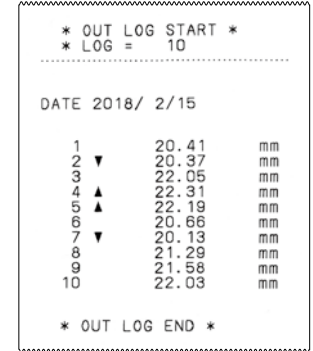 * OUT LOG START *
* LOG = 10
DATE 2018/ 2/15
1 20.41 mm
2 ▼ 20.37 mm
3 22.05 mm
4 ▲ 22.31 mm
5 ▲ 22.19 mm
6 20.66 mm
7 ▼ 20.13 mm
8 21.29 mm
9 21.58 mm
10 22.03 mm
* OUT LOG END *